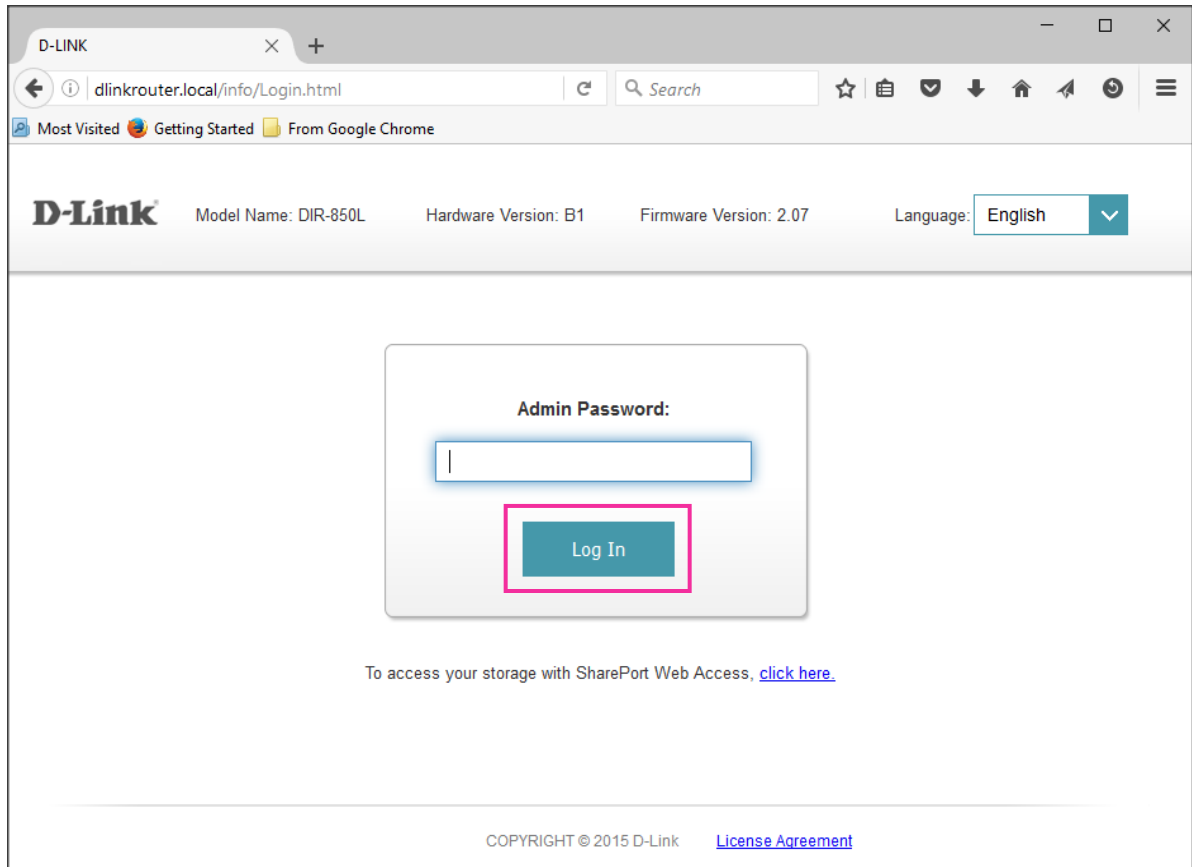 D-LINK
dlinkrouter.local/info/Login.html
Search
Most Visited Getting Started From Google Chrome
D-Link Model Name: DIR-850L Hardware Version: B1 Firmware Version: 2.07 Language: English
Admin Password:
Log In
To access your storage with SharePort Web Access, click here.
COPYRIGHT © 2015 D-Link License Agreement